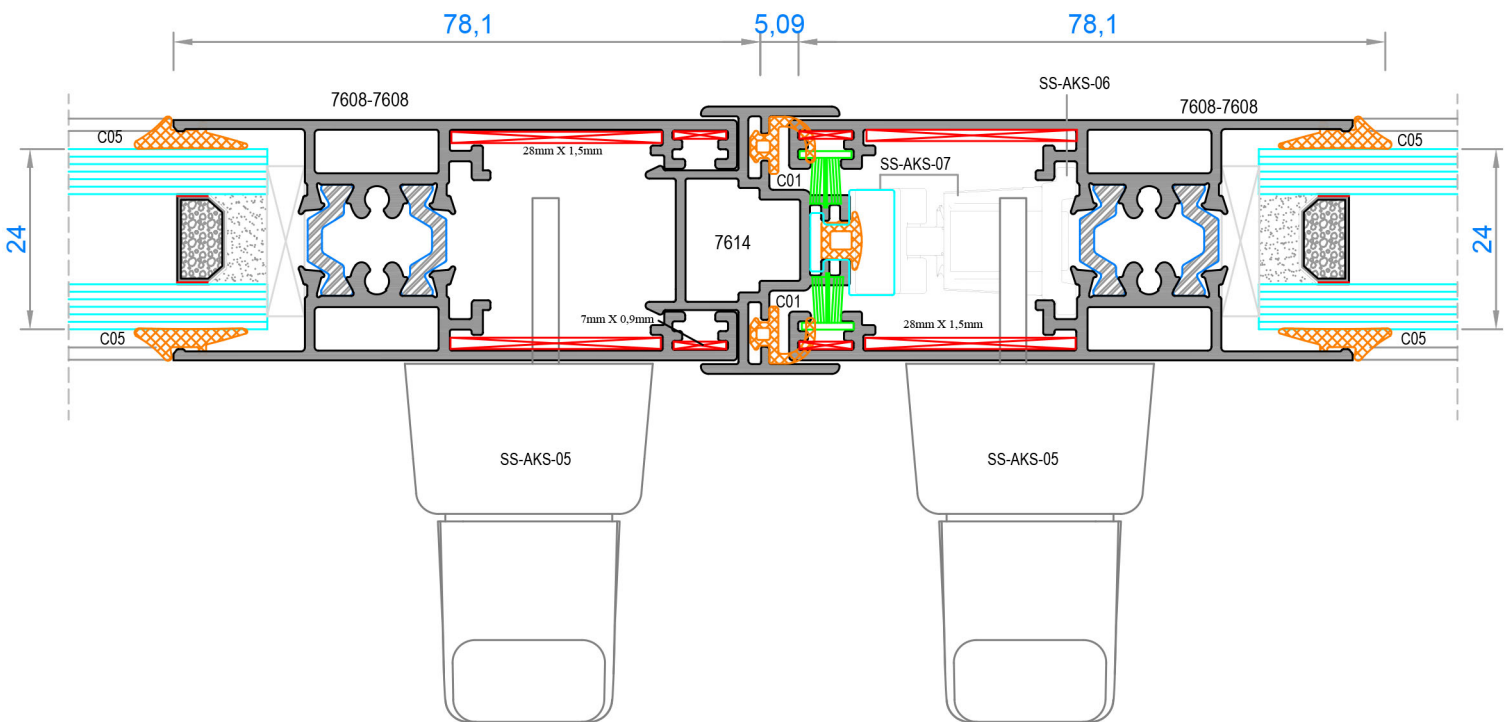 78,1
5,09
78,1
SS-AKS-06
7608-7608
7608-7608
C05
C05
28mm X 1,5mm
SS-AKS-07
C01
24
7614
24
C01
7mm X 0,9mm
28mm X 1,5mm
C05
C05
SS-AKS-05
SS-AKS-05